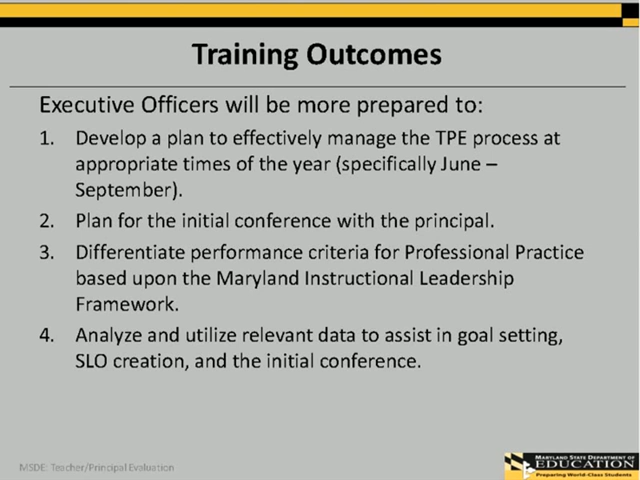 Training Outcomes
Executive Officers will be more prepared to:
1. Develop a plan to effectively manage the TPE process at
appropriate times of the year (specifically June –
September).
2. Plan for the initial conference with the principal.
3. Differentiate performance criteria for Professional Practice
based upon the Maryland Instructional Leadership
Framework.
4. Analyze and utilize relevant data to assist in goal setting,
SLO creation, and the initial conference.
MSDE: Teacher/Principal Evaluation
MARYLAND STATE DEPARTMENT OF
EDUCATION
Preparing World-Class Students